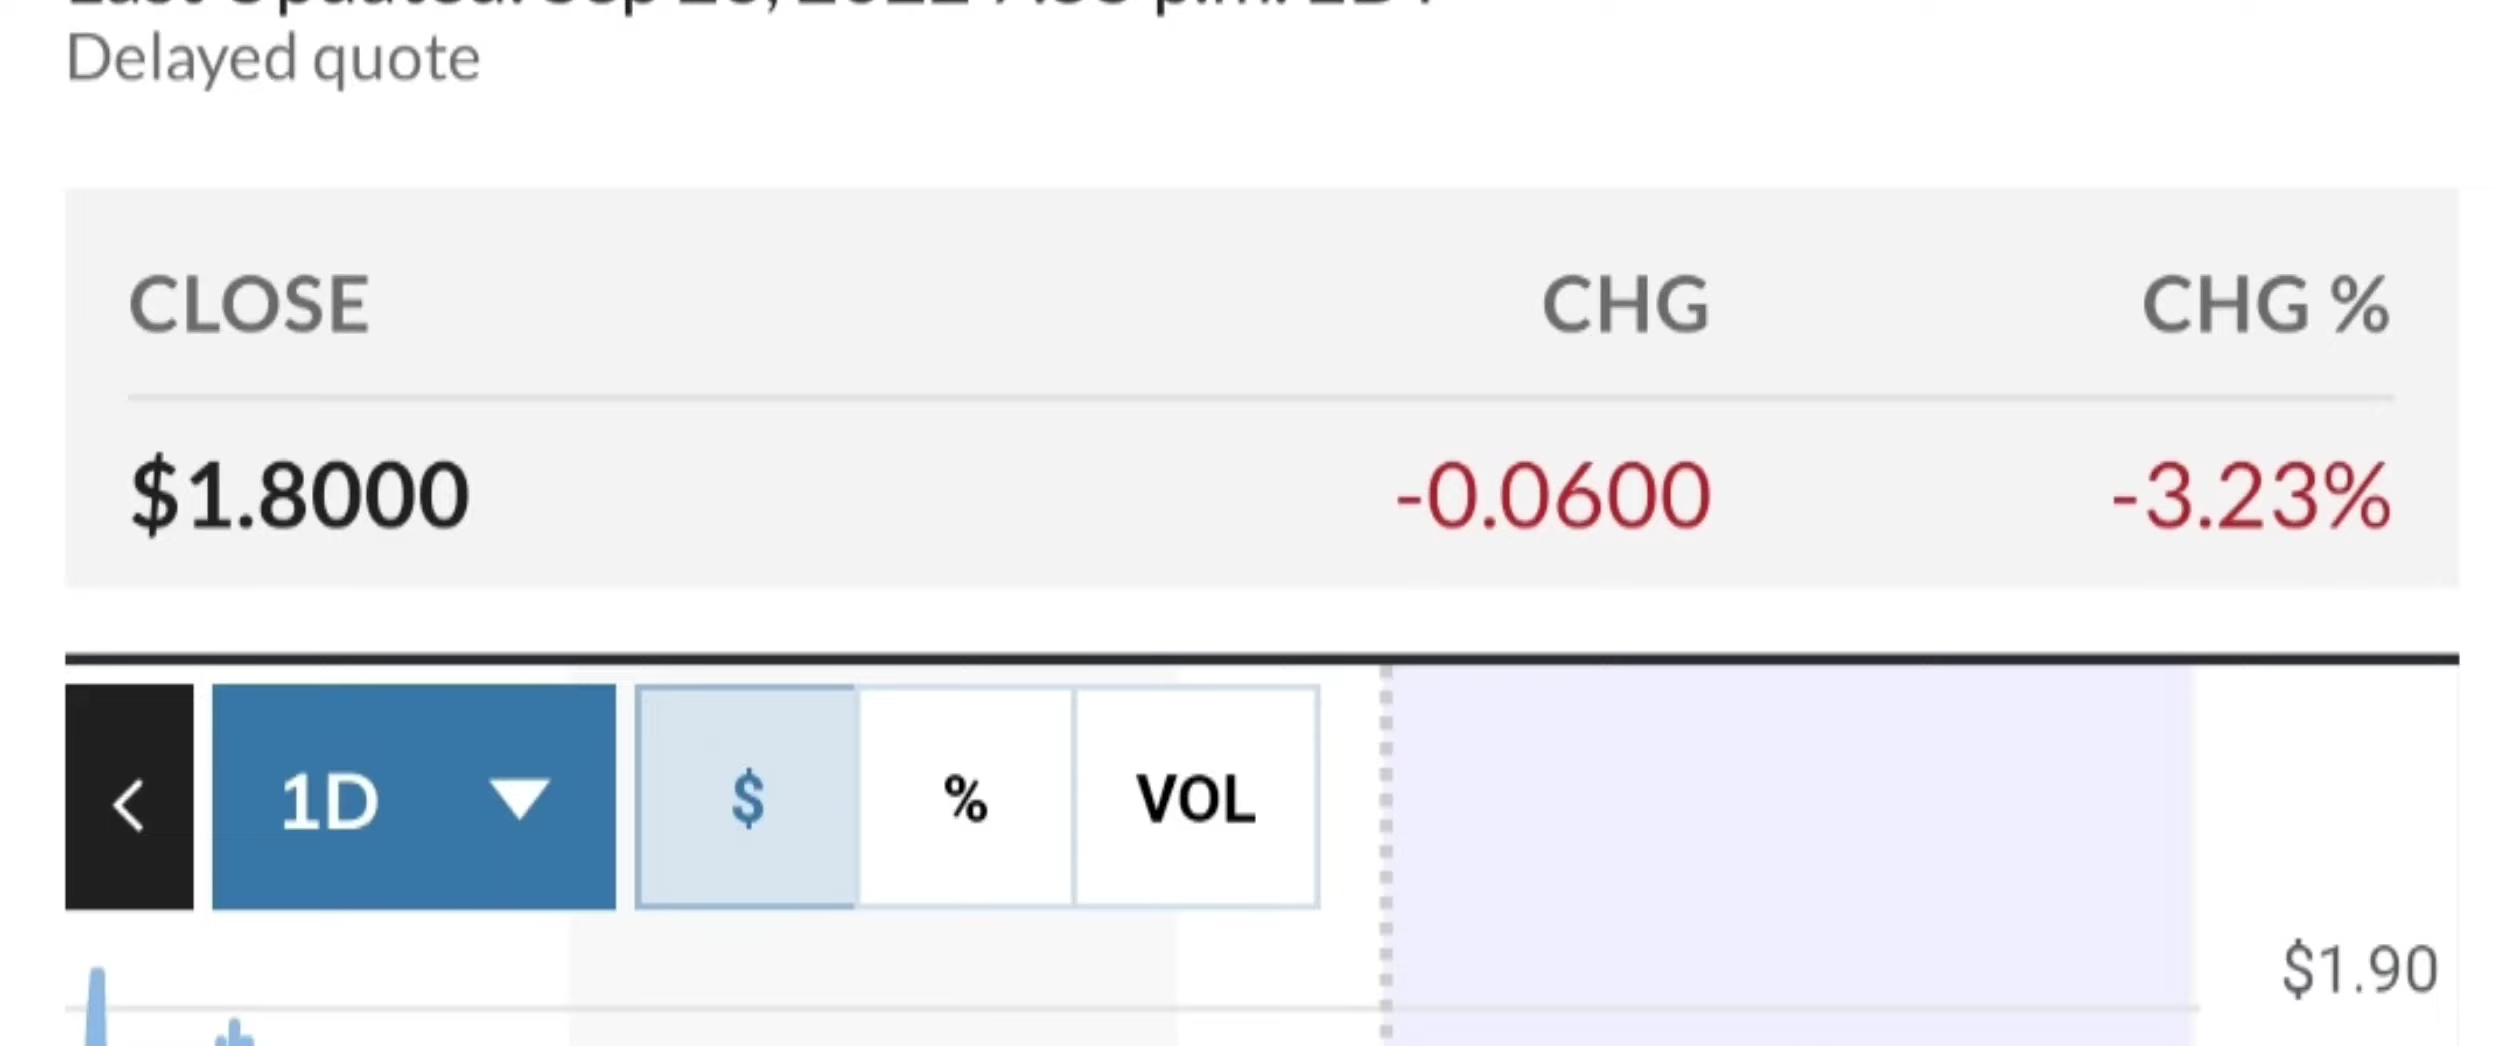 Delayed quote
CLOSE CHG CHG %
$1.8000 -0.0600 -3.23%
1D $ % VOL
$1.90